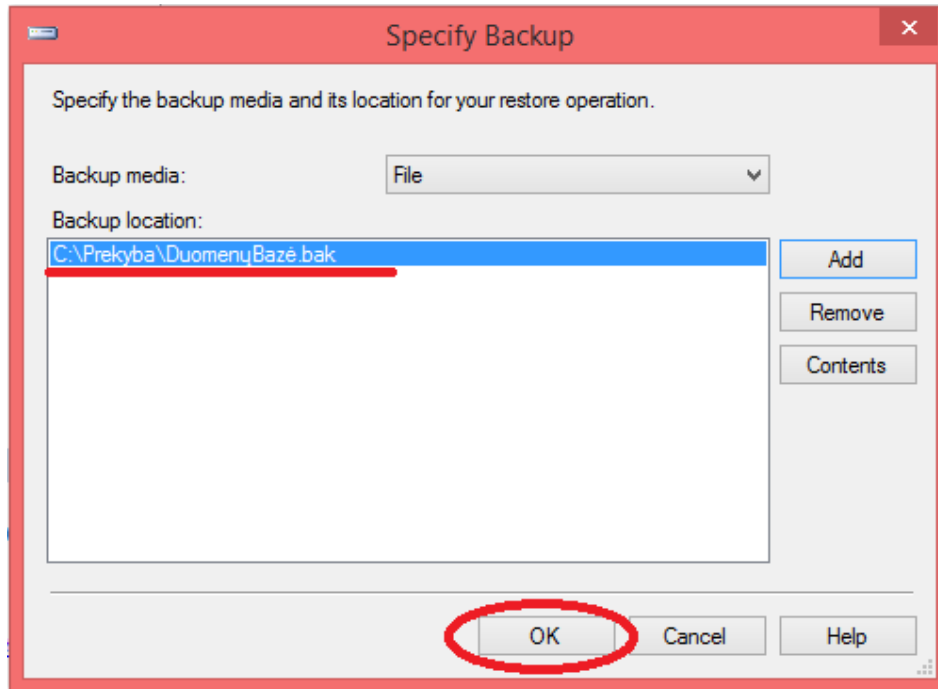 Specify Backup
Specify the backup media and its location for your restore operation.
Backup media:
File
Backup location:
C:\Prekyba\DuomenųBazė.bak
Add
Remove
Contents
OK
Cancel
Help